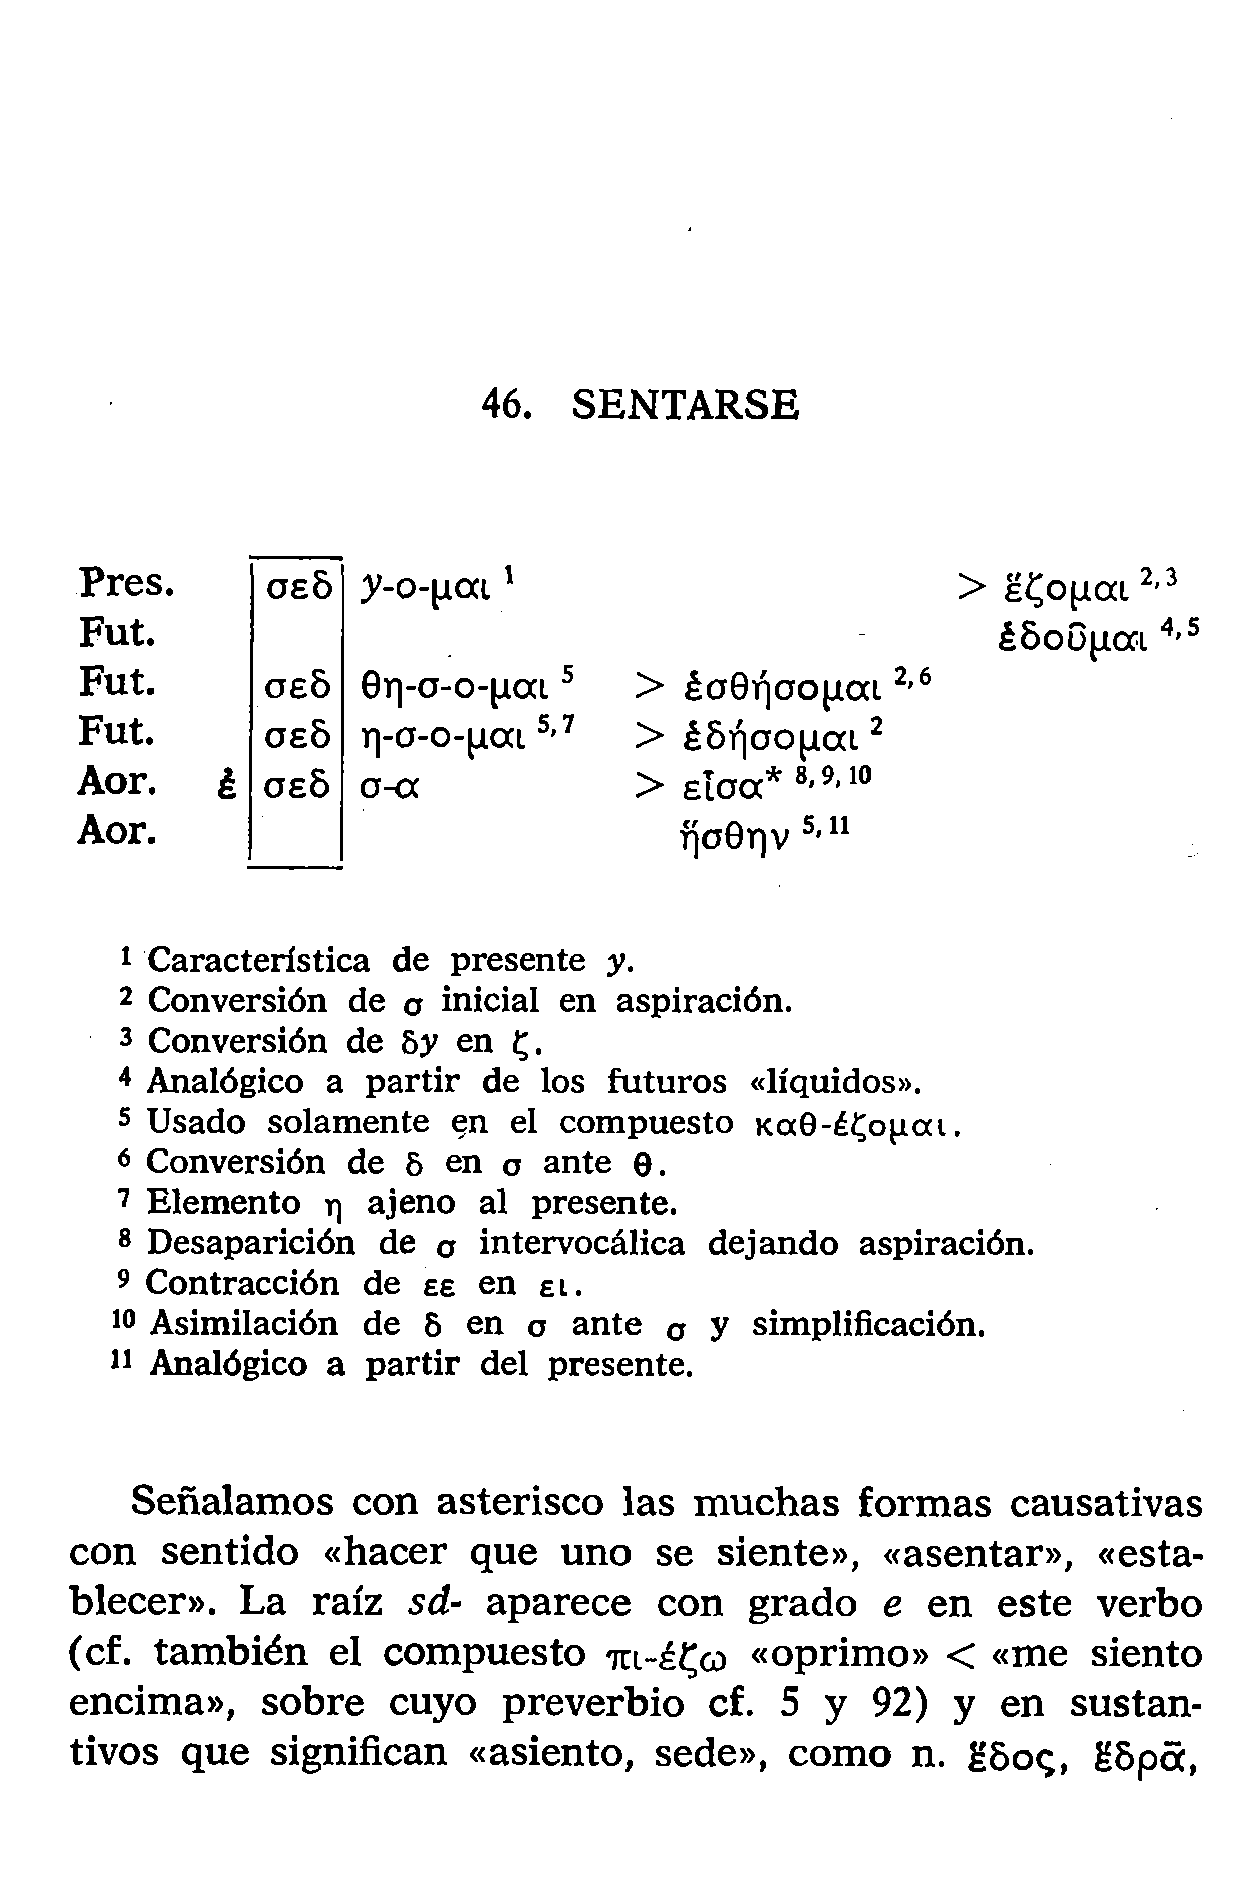 46. SENTARSE
Pres. σεδ y-ο-μαι ¹ > ἕζομαι ²,³
Fut. ἑδοῦμαι ⁴,⁵
Fut. σεδ θη-σ-ο-μαι ⁵ > ἑσθήσομαι ²,⁶
Fut. σεδ η-σ-ο-μαι ⁵,⁷ > ἑδήσομαι ²
Aor. ἐ σεδ σ-α > εἷσα* ⁸,⁹,¹⁰
Aor. ἥσθην ⁵,¹¹
¹ Característica de presente y.
² Conversión de σ inicial en aspiración.
³ Conversión de δy en ζ.
⁴ Analógico a partir de los futuros «líquidos».
⁵ Usado solamente en el compuesto καθ-έζομαι.
⁶ Conversión de δ en σ ante θ.
⁷ Elemento η ajeno al presente.
⁸ Desaparición de σ intervocálica dejando aspiración.
⁹ Contracción de εε en ει.
¹⁰ Asimilación de δ en σ ante σ y simplificación.
¹¹ Analógico a partir del presente.
Señalamos con asterisco las muchas formas causativas
con sentido «hacer que uno se siente», «asentar», «esta-
blecer». La raíz sd- aparece con grado e en este verbo
(cf. también el compuesto πι-έζω «oprimo» < «me siento
encima», sobre cuyo preverbio cf. 5 y 92) y en sustan-
tivos que significan «asiento, sede», como n. ἕδος, ἕδρᾱ,